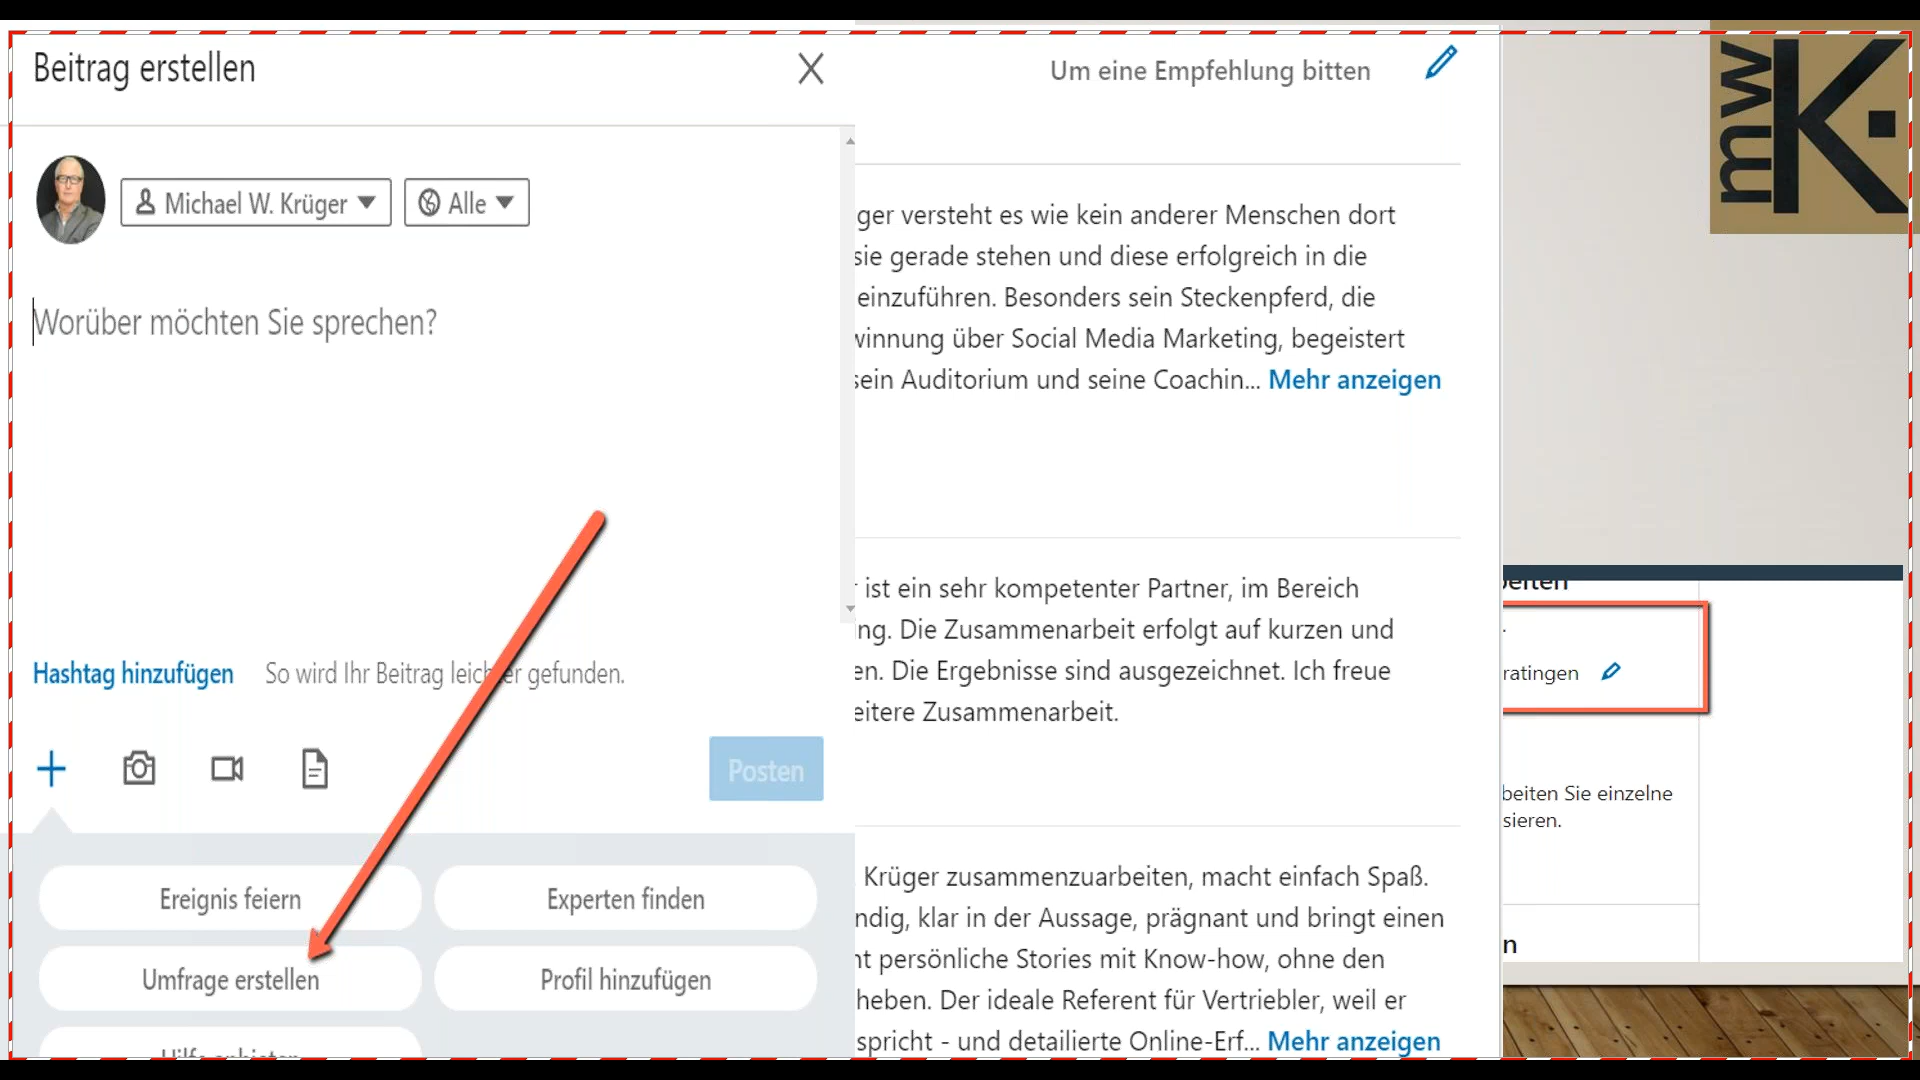 Beitrag erstellen
Michael W. Krüger
Alle
Worüber möchten Sie sprechen?
Hashtag hinzufügen So wird Ihr Beitrag leichter gefunden.
Posten
Ereignis feiern
Experten finden
Umfrage erstellen
Profil hinzufügen
Um eine Empfehlung bitten
ger versteht es wie kein anderer Menschen dort
sie gerade stehen und diese erfolgreich in die
einzuführen. Besonders sein Steckenpferd, die
winnung über Social Media Marketing, begeistert
sein Auditorium und seine Coachin... Mehr anzeigen
ist ein sehr kompetenter Partner, im Bereich
ng. Die Zusammenarbeit erfolgt auf kurzen und
en. Die Ergebnisse sind ausgezeichnet. Ich freue
eitere Zusammenarbeit.
Krüger zusammenzuarbeiten, macht einfach Spaß.
ndig, klar in der Aussage, prägnant und bringt einen
nt persönliche Stories mit Know-how, ohne den
heben. Der ideale Referent für Vertriebler, weil er
spricht - und detailierte Online-Erf... Mehr anzeigen
mw K.
ratingen
beiten Sie einzelne
sieren.
n